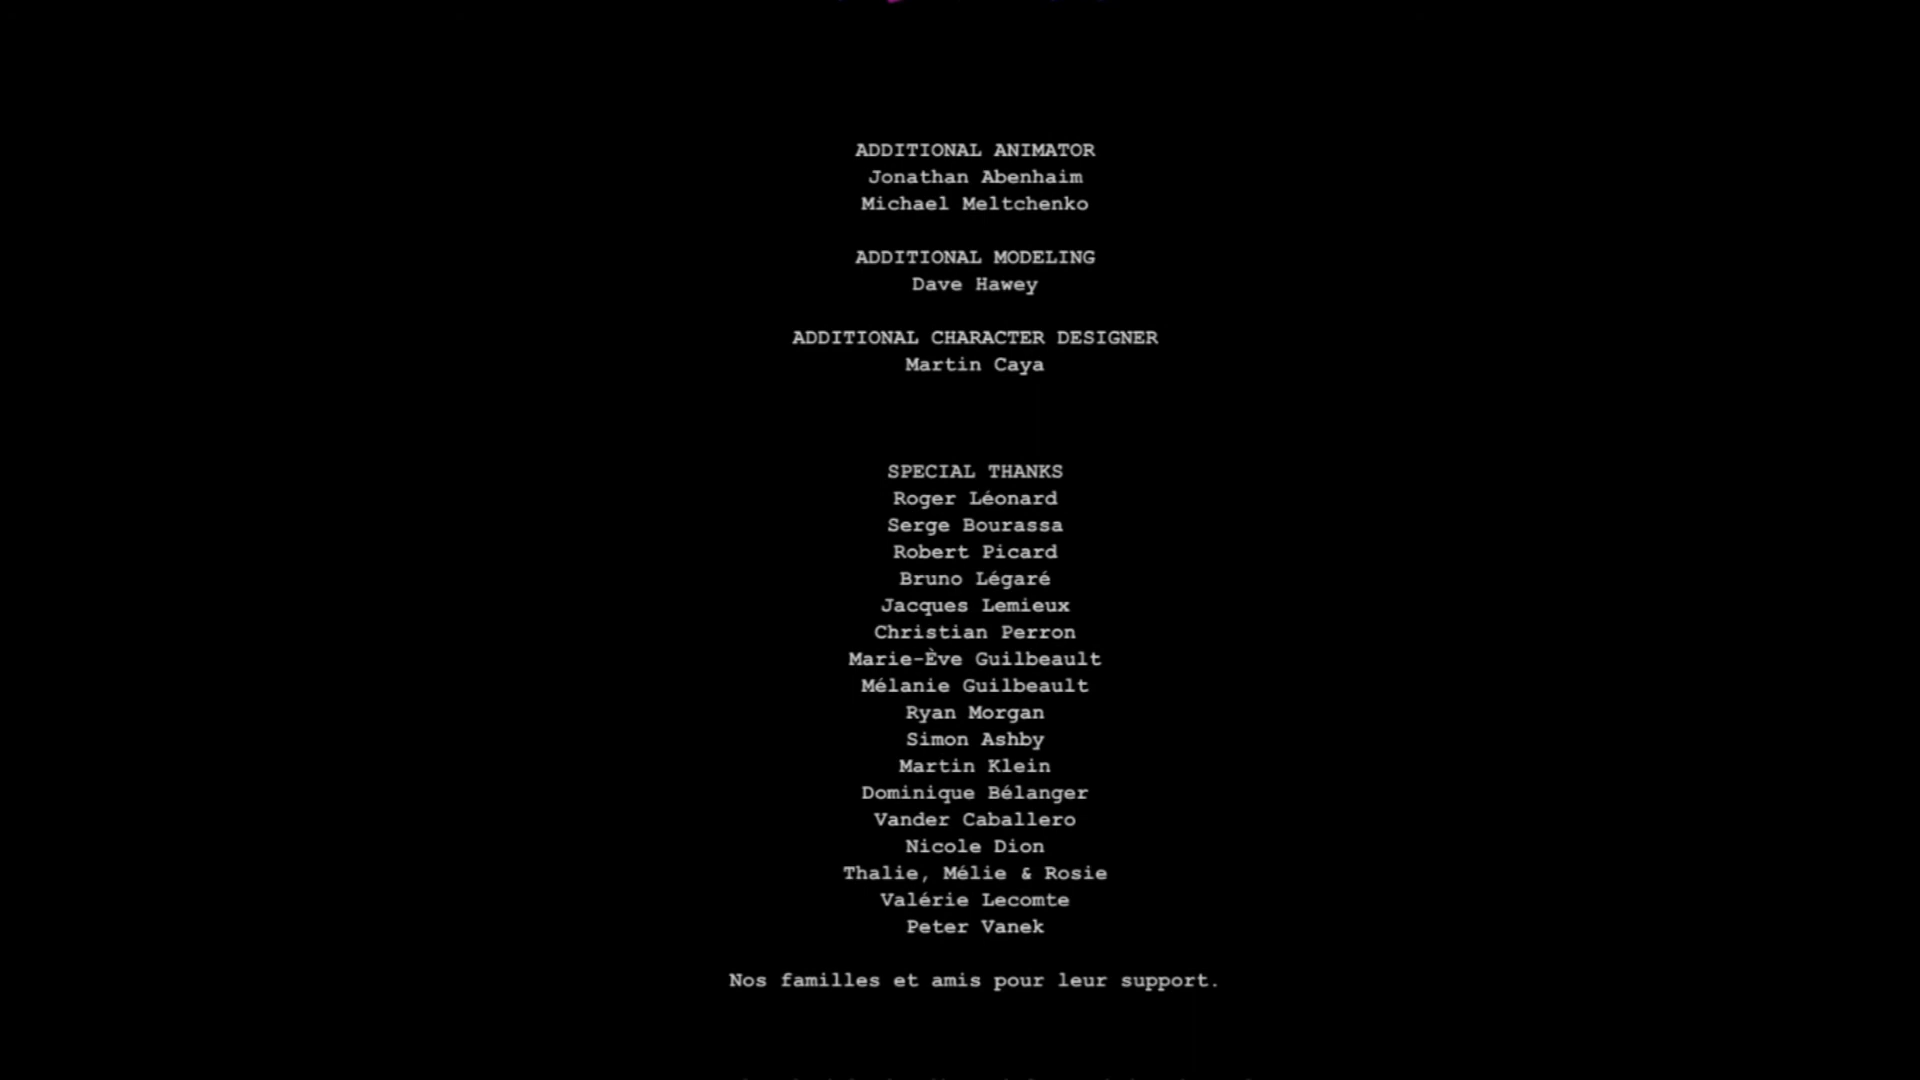 ADDITIONAL ANIMATOR
Jonathan Abenhaim
Michael Meltchenko
ADDITIONAL MODELING
Dave Hawey
ADDITIONAL CHARACTER DESIGNER
Martin Caya
SPECIAL THANKS
Roger Léonard
Serge Bourassa
Robert Picard
Bruno Légaré
Jacques Lemieux
Christian Perron
Marie-Ève Guilbeault
Mélanie Guilbeault
Ryan Morgan
Simon Ashby
Martin Klein
Dominique Bélanger
Vander Caballero
Nicole Dion
Thalie, Mélie & Rosie
Valérie Lecomte
Peter Vanek
Nos familles et amis pour leur support.